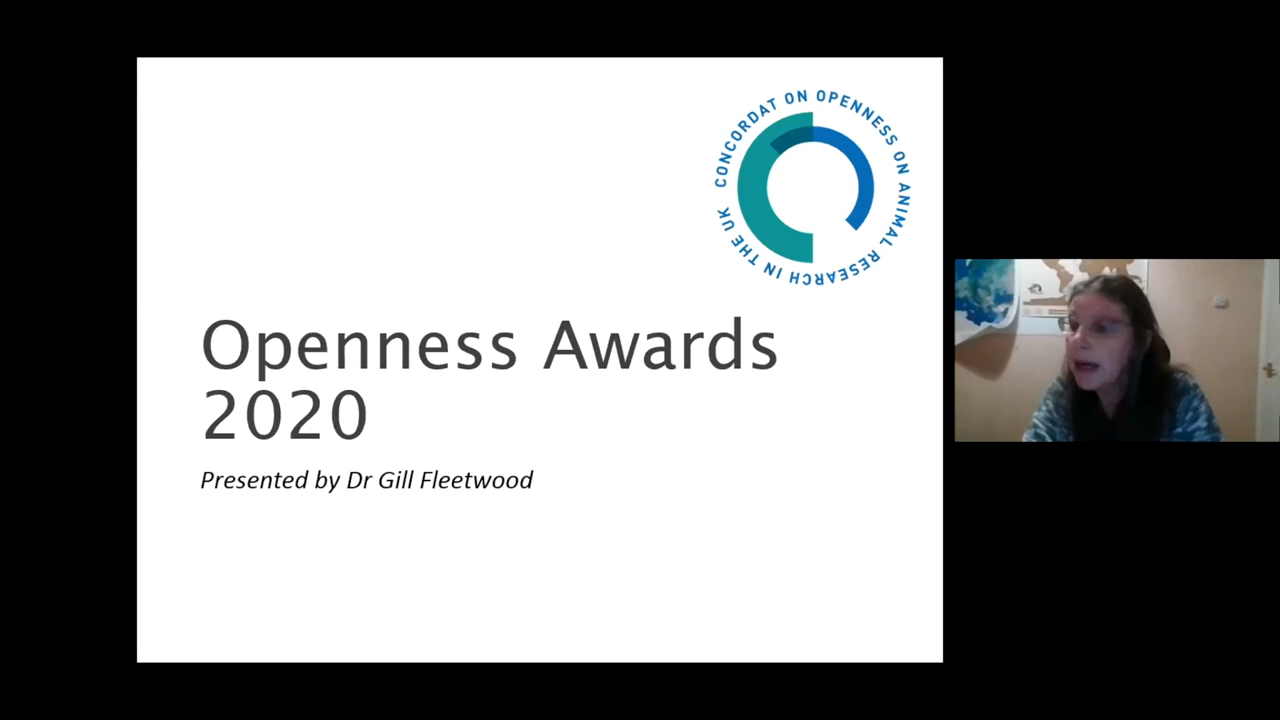 CONCORDAT ON OPENNESS ON ANIMAL RESEARCH IN THE UK
Openness Awards
2020
Presented by Dr Gill Fleetwood